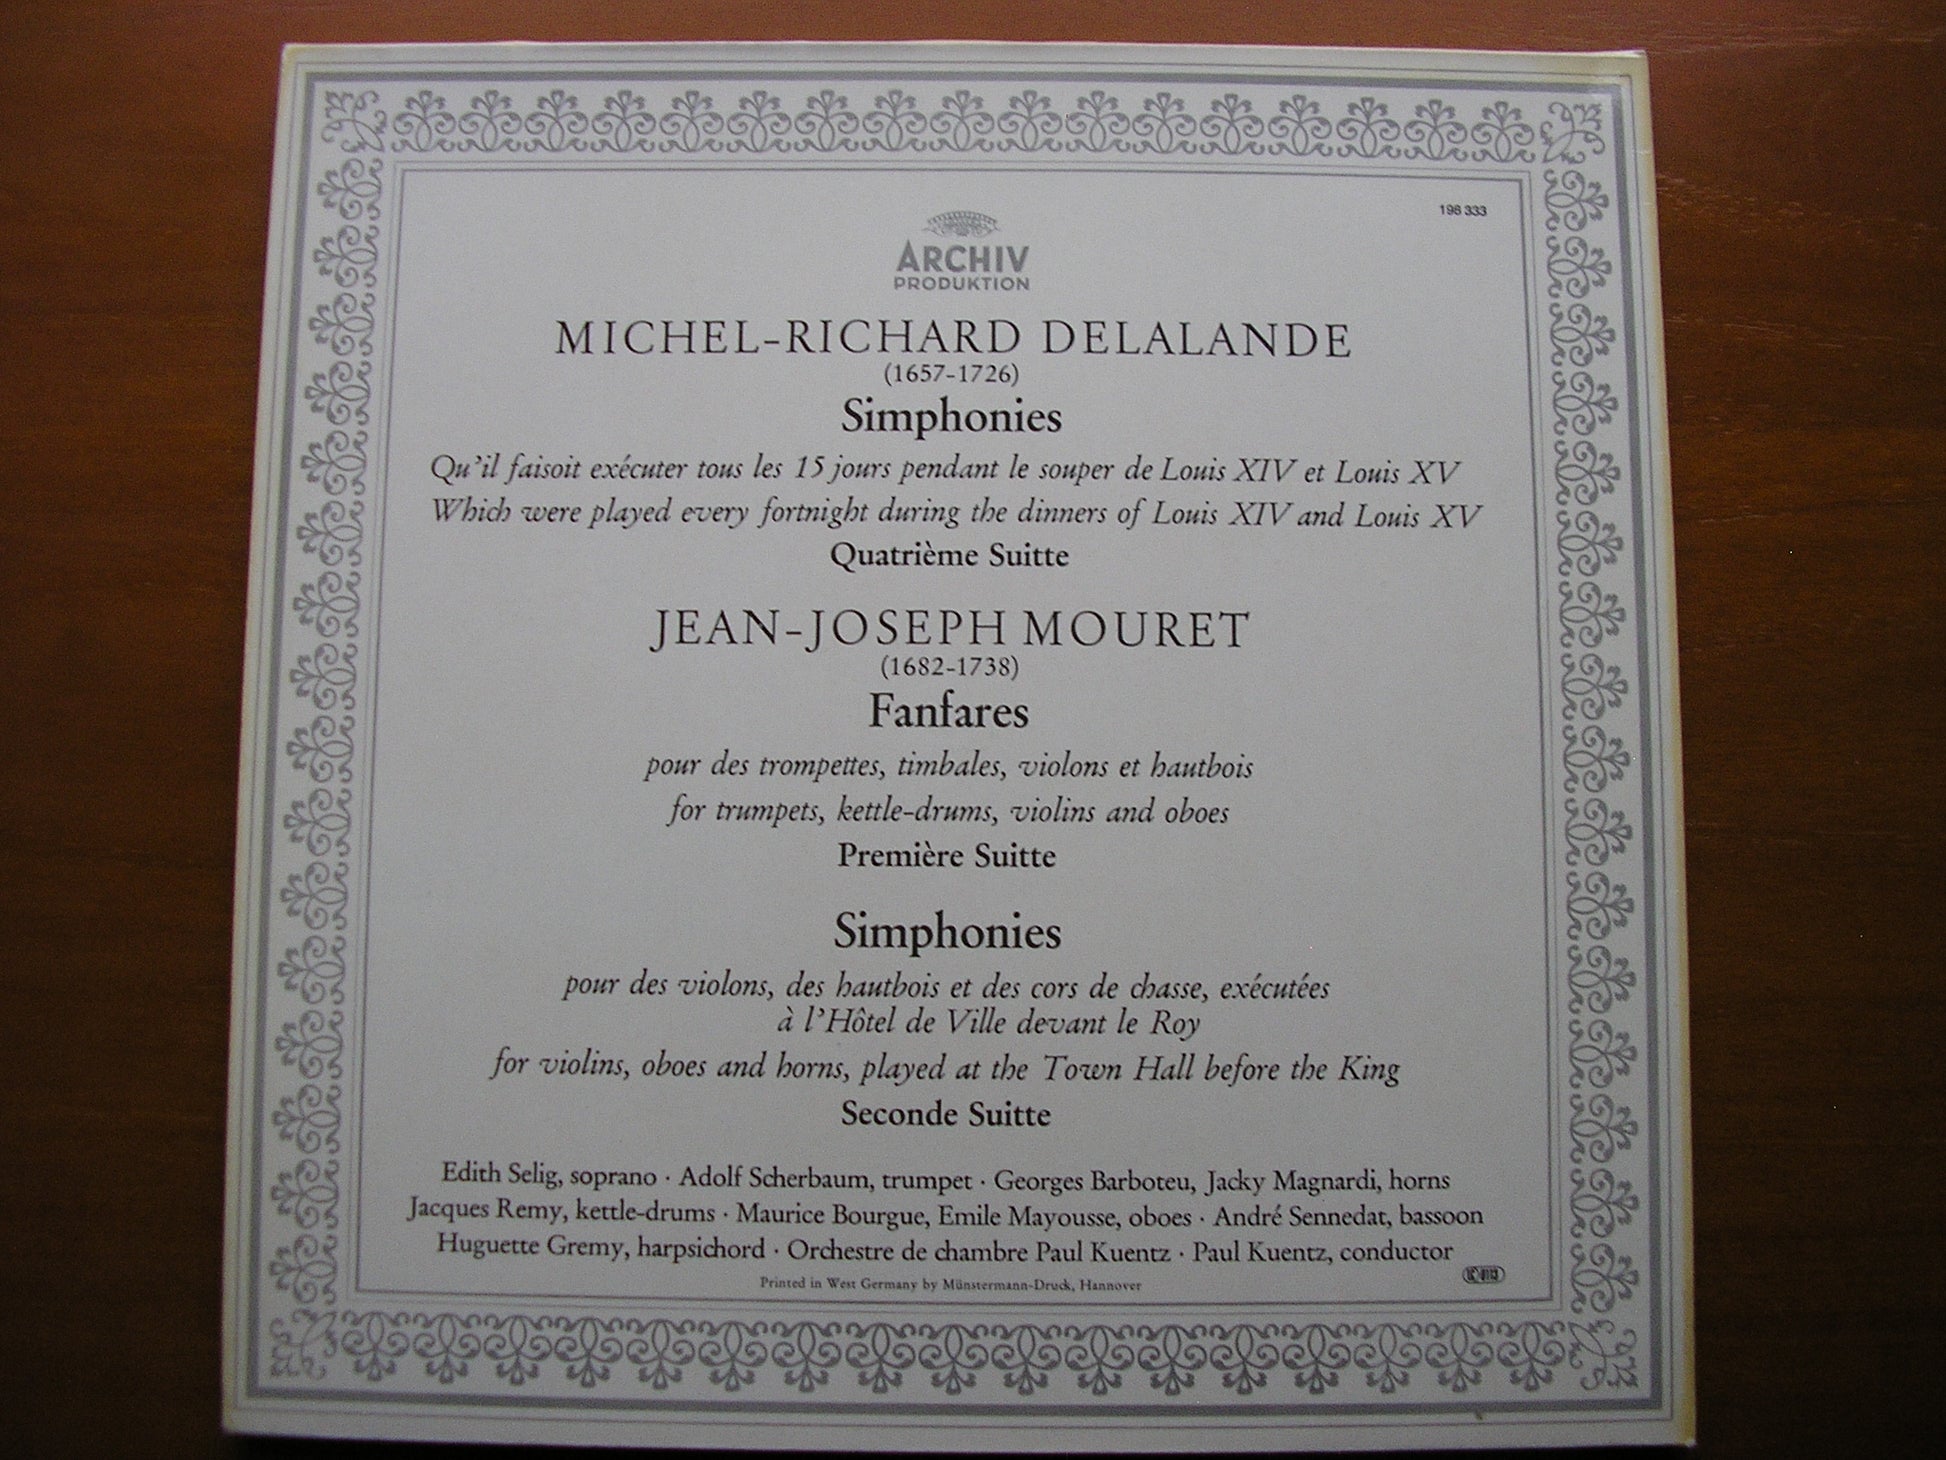 198 333
ARCHIV
PRODUKTION
MICHEL-RICHARD DELALANDE
(1657-1726)
Simphonies
Qu'il faisoit exécuter tous les 15 jours pendant le souper de Louis XIV et Louis XV
Which were played every fortnight during the dinners of Louis XIV and Louis XV
Quatrième Suitte
JEAN-JOSEPH MOURET
(1682-1738)
Fanfares
pour des trompettes, timbales, violons et hautbois
for trumpets, kettle-drums, violins and oboes
Première Suitte
Simphonies
pour des violons, des hautbois et des cors de chasse, exécutées
à l'Hôtel de Ville devant le Roy
for violins, oboes and horns, played at the Town Hall before the King
Seconde Suitte
Edith Selig, soprano · Adolf Scherbaum, trumpet · Georges Barboteu, Jacky Magnardi, horns
Jacques Remy, kettle-drums · Maurice Bourgue, Emile Mayousse, oboes · André Sennedat, bassoon
Huguette Gremy, harpsichord · Orchestre de chambre Paul Kuentz · Paul Kuentz, conductor
Printed in West Germany by Münstermann-Druck, Hannover